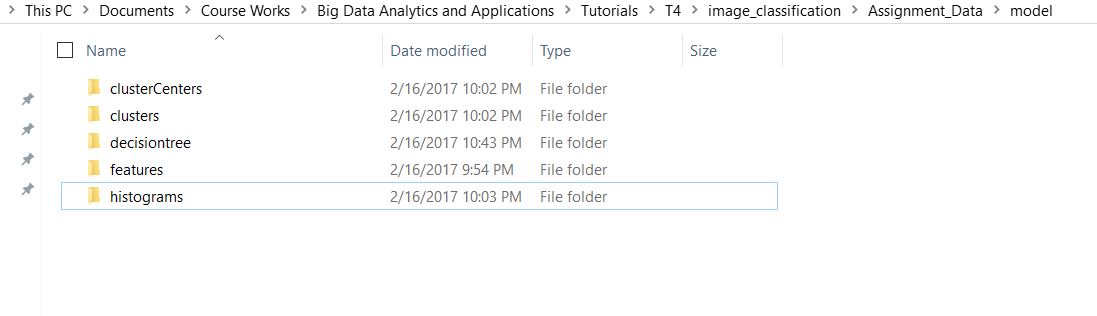 This PC > Documents > Course Works > Big Data Analytics and Applications > Tutorials > T4 > image_classification > Assignment_Data > model
Name Date modified Type Size
clusterCenters 2/16/2017 10:02 PM File folder
clusters 2/16/2017 10:02 PM File folder
decisiontree 2/16/2017 10:43 PM File folder
features 2/16/2017 9:54 PM File folder
histograms 2/16/2017 10:03 PM File folder